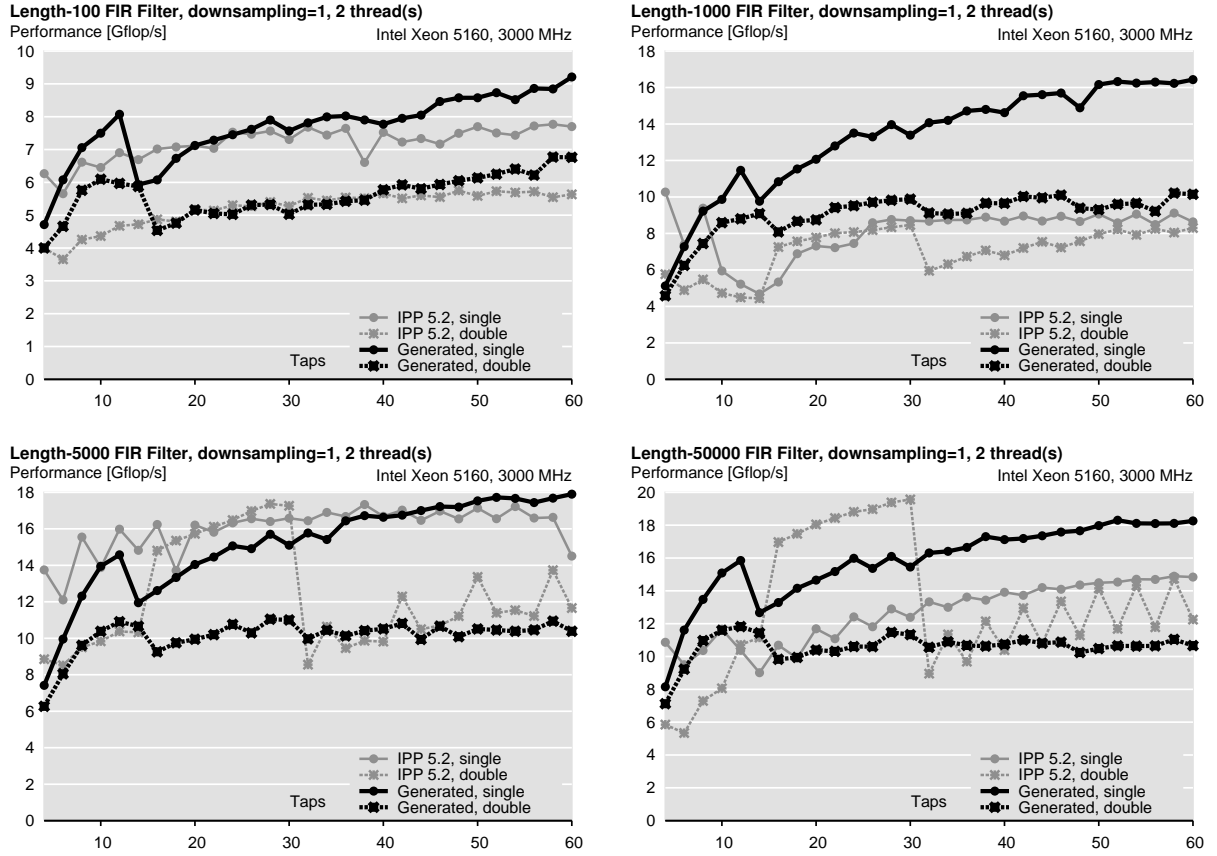 Length-100 FIR Filter, downsampling=1, 2 thread(s)
Performance [Gflop/s]
Intel Xeon 5160, 3000 MHz
10
9
8
7
6
5
4
3
2
1
0
IPP 5.2, single
IPP 5.2, double
Generated, single
Generated, double
Taps
10 20 30 40 50 60
Length-1000 FIR Filter, downsampling=1, 2 thread(s)
Performance [Gflop/s]
Intel Xeon 5160, 3000 MHz
18
16
14
12
10
8
6
4
2
0
IPP 5.2, single
IPP 5.2, double
Generated, single
Generated, double
Taps
10 20 30 40 50 60
Length-5000 FIR Filter, downsampling=1, 2 thread(s)
Performance [Gflop/s]
Intel Xeon 5160, 3000 MHz
18
16
14
12
10
8
6
4
2
0
IPP 5.2, single
IPP 5.2, double
Generated, single
Generated, double
Taps
10 20 30 40 50 60
Length-50000 FIR Filter, downsampling=1, 2 thread(s)
Performance [Gflop/s]
Intel Xeon 5160, 3000 MHz
20
18
16
14
12
10
8
6
4
2
0
IPP 5.2, single
IPP 5.2, double
Generated, single
Generated, double
Taps
10 20 30 40 50 60